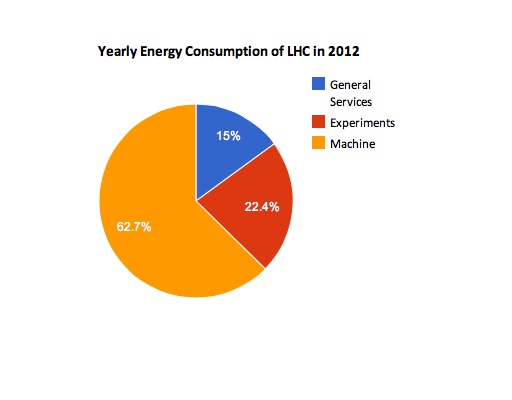 Yearly Energy Consumption of LHC in 2012
General
Services
Experiments
Machine
15%
22.4%
62.7%